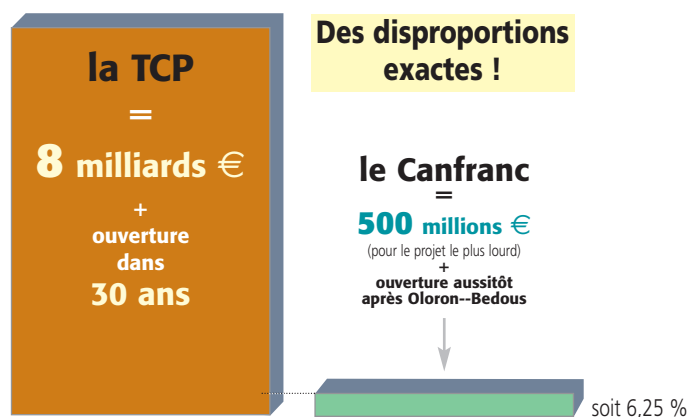 Des disproportions
exactes !
la TCP
=
8 milliards €
+
ouverture
dans
30 ans
le Canfranc
=
500 millions €
(pour le projet le plus lourd)
+
ouverture aussitôt
après Oloron--Bedous
soit 6,25 %